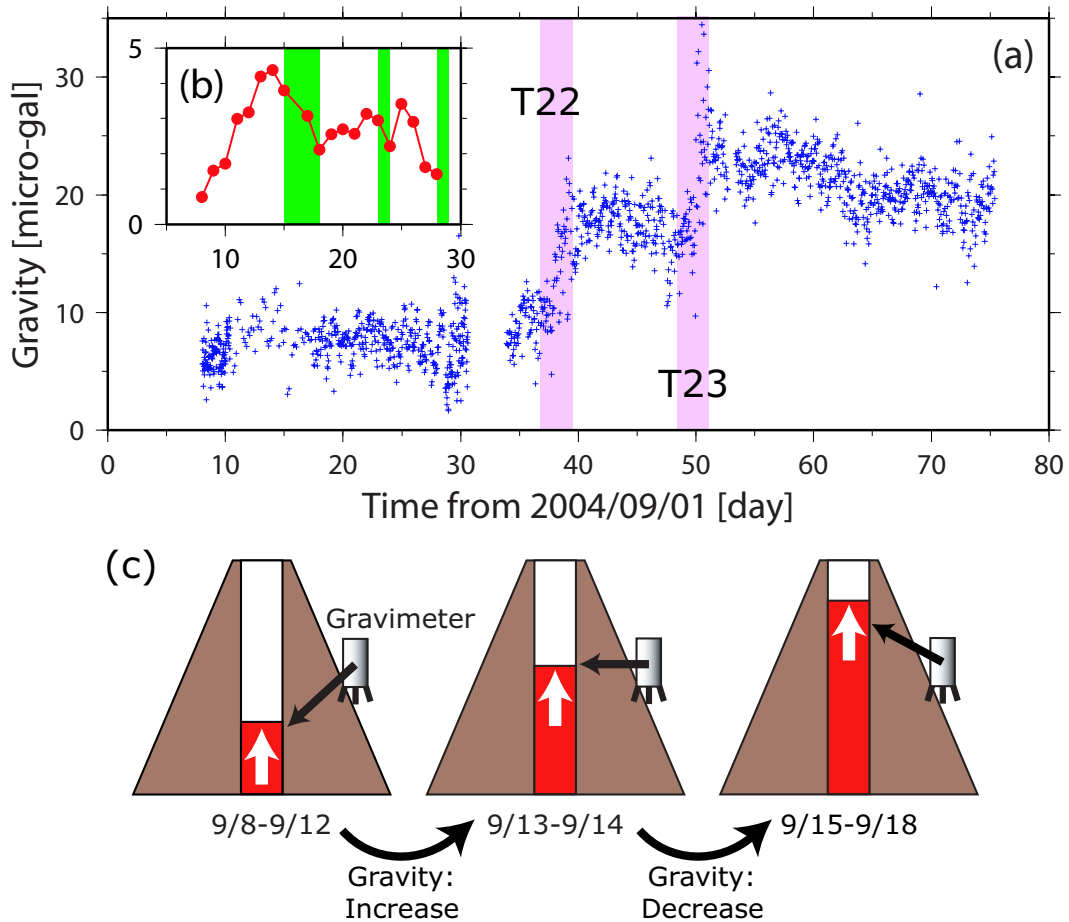 (a)
(b)
5
0
10
20
30
T22
T23
30
20
10
0
Gravity [micro-gal]
0 10 20 30 40 50 60 70 80
Time from 2004/09/01 [day]
(c)
Gravimeter
9/8-9/12
9/13-9/14
9/15-9/18
Gravity:
Increase
Gravity:
Decrease